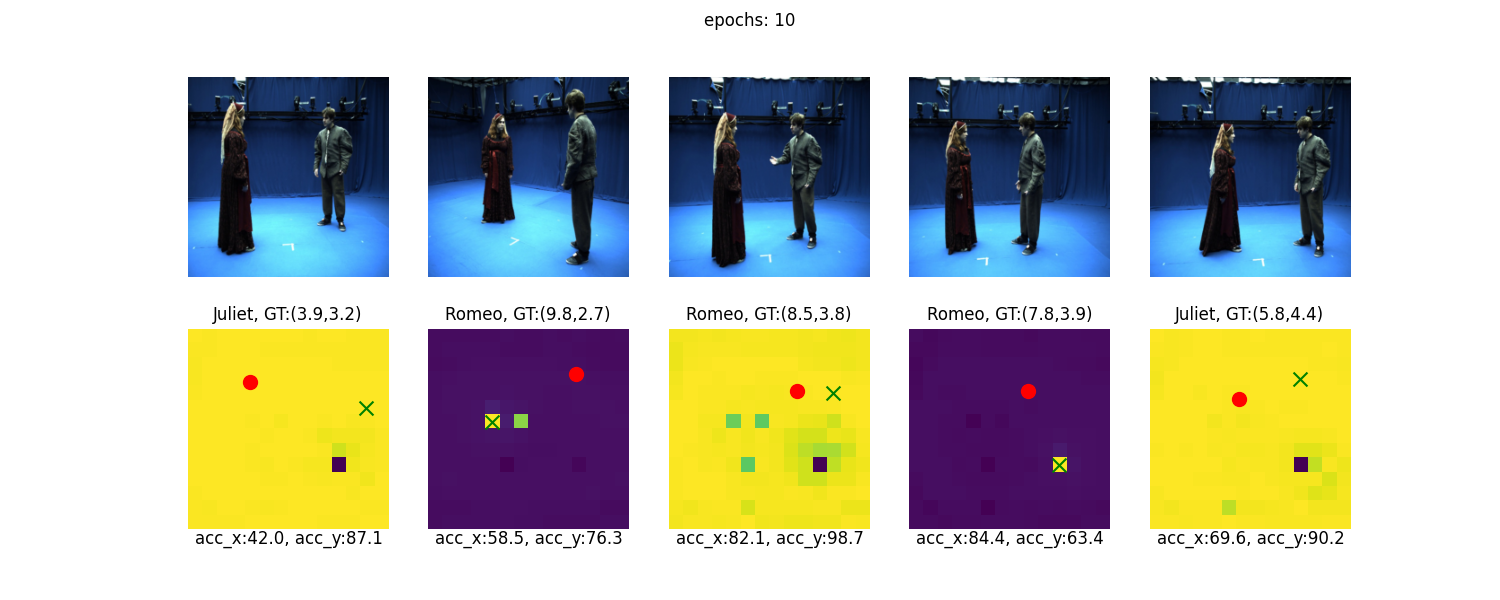 epochs: 10
Juliet, GT:(3.9,3.2)
Romeo, GT:(9.8,2.7)
Romeo, GT:(8.5,3.8)
Romeo, GT:(7.8,3.9)
Juliet, GT:(5.8,4.4)
acc_x:42.0, acc_y:87.1
acc_x:58.5, acc_y:76.3
acc_x:82.1, acc_y:98.7
acc_x:84.4, acc_y:63.4
acc_x:69.6, acc_y:90.2